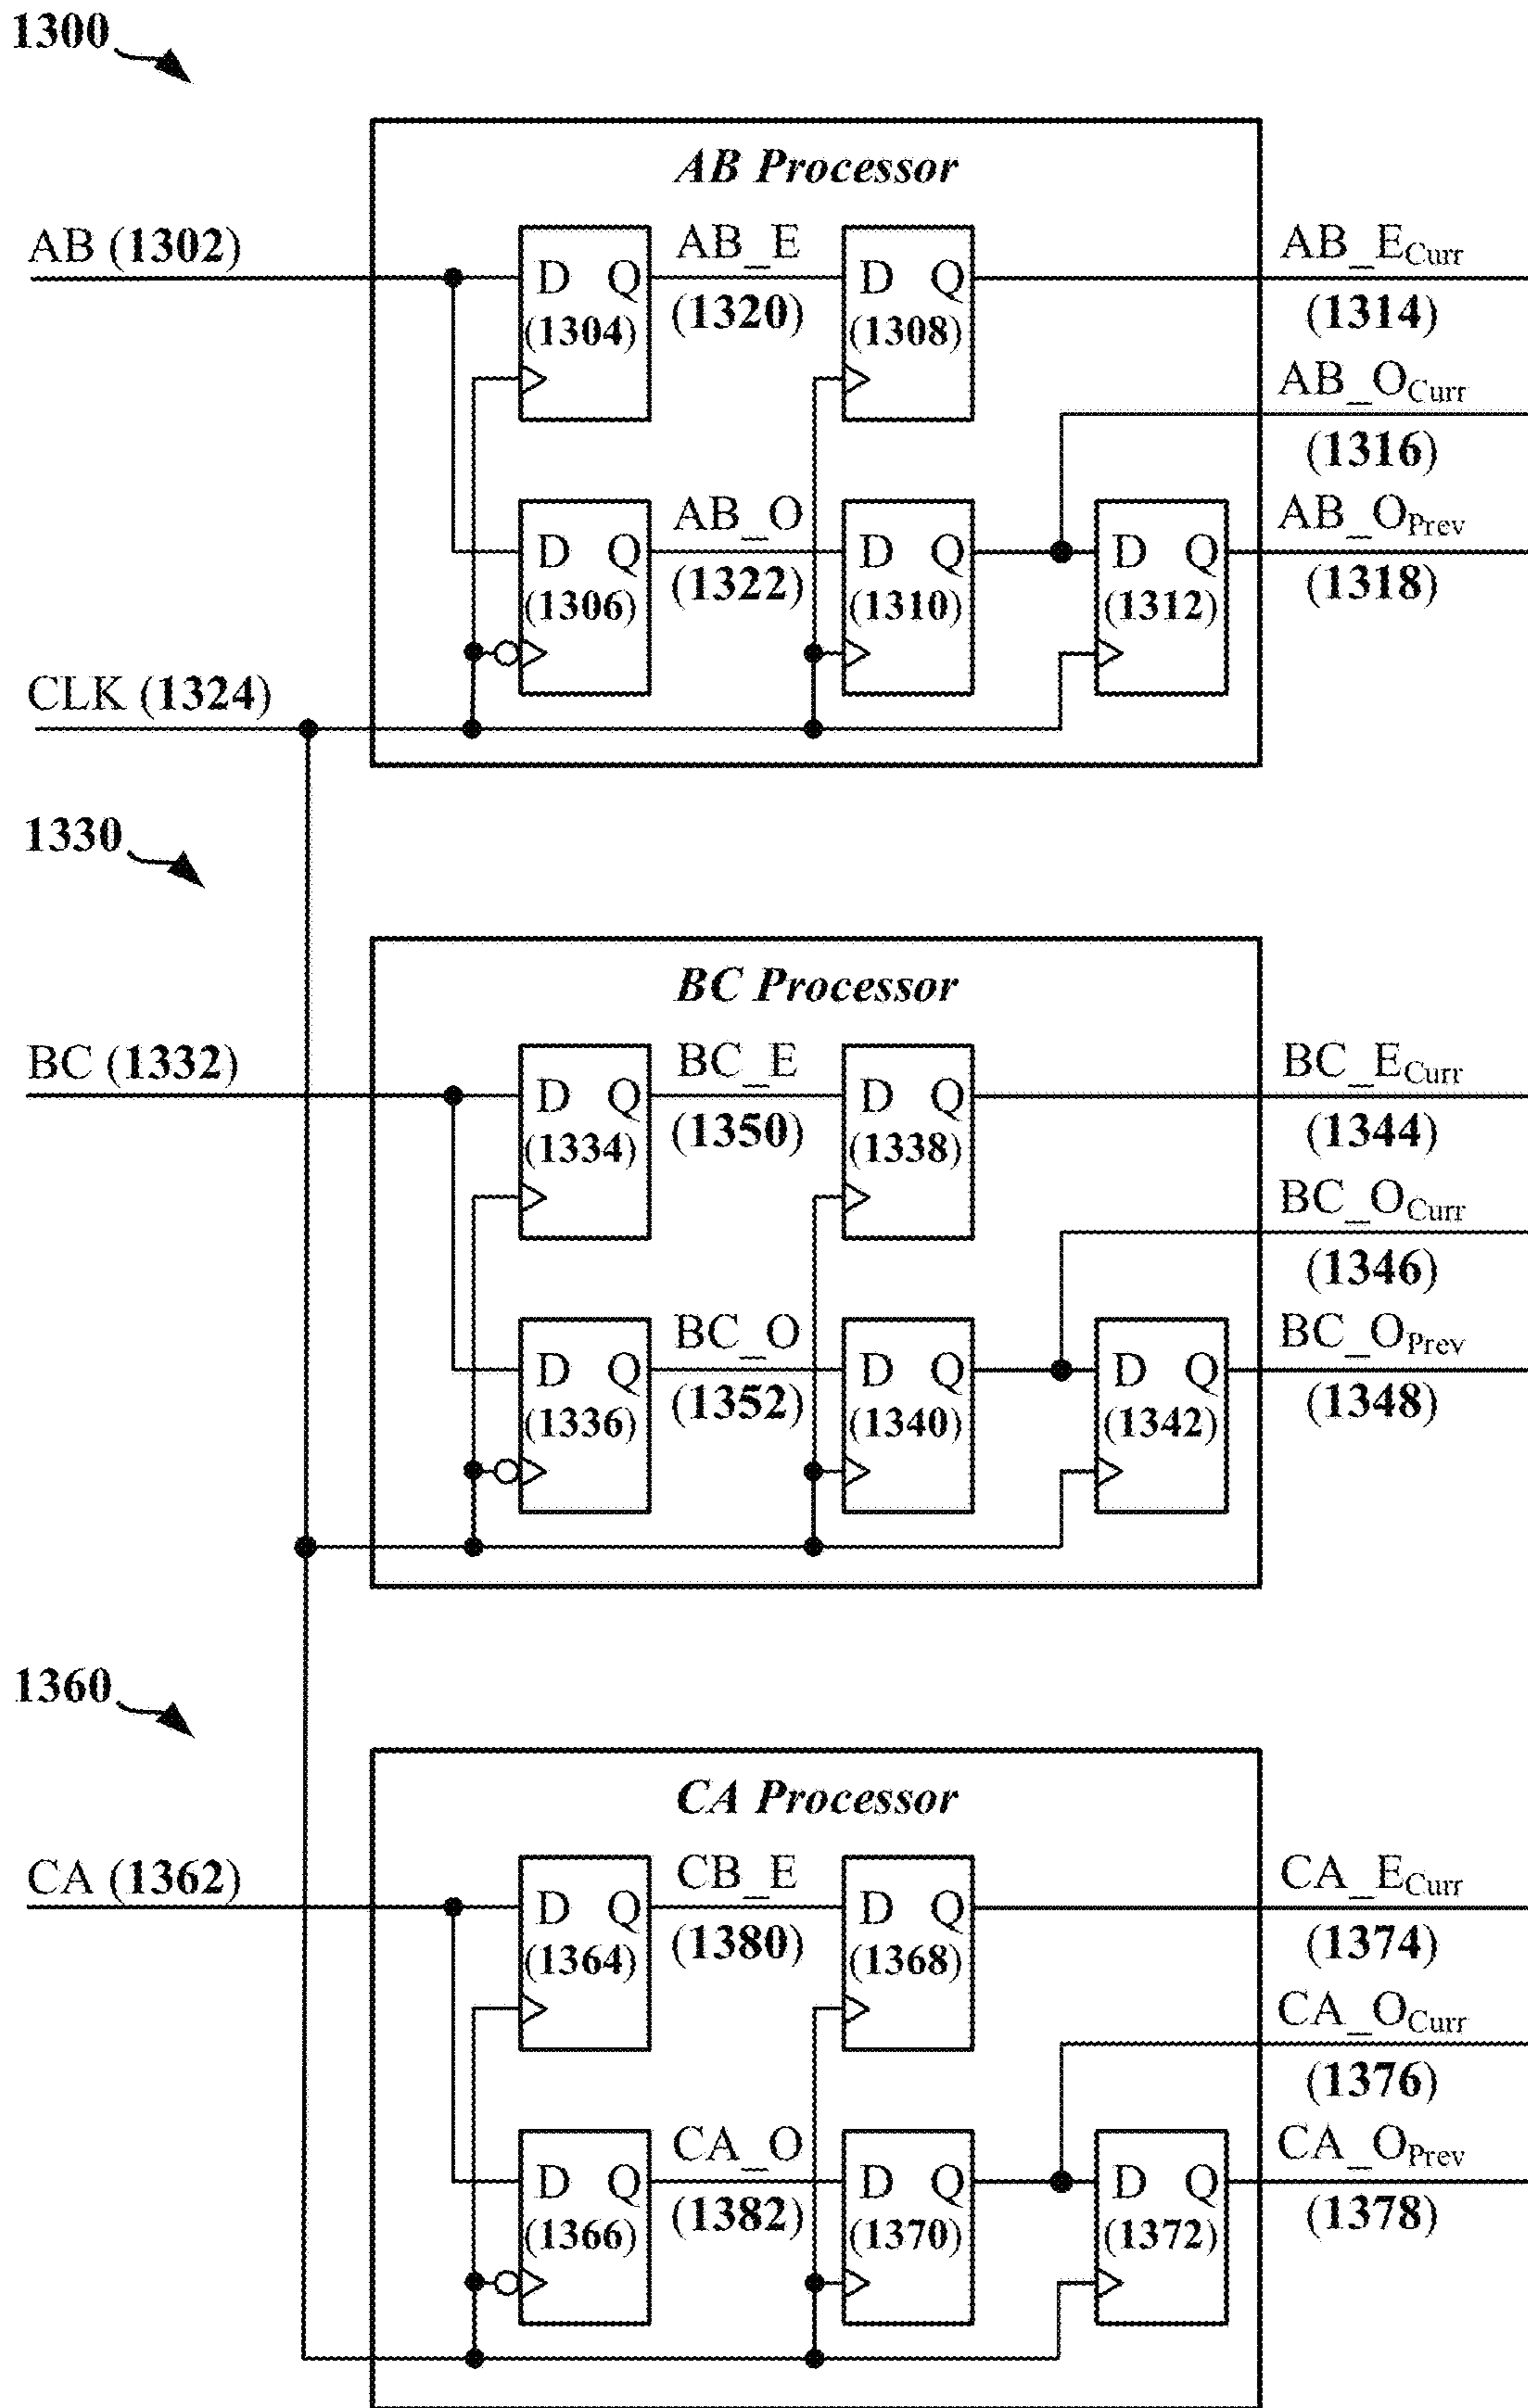 1300
AB Processor
AB (1302)
D Q
(1304)
AB_E
(1320)
D Q
(1308)
AB_ECurr
(1314)
AB_OCurr
(1316)
D Q
(1306)
AB_O
(1322)
D Q
(1310)
D Q
(1312)
AB_OPrev
(1318)
CLK (1324)
1330
BC Processor
BC (1332)
D Q
(1334)
BC_E
(1350)
D Q
(1338)
BC_ECurr
(1344)
BC_OCurr
(1346)
D Q
(1336)
BC_O
(1352)
D Q
(1340)
D Q
(1342)
BC_OPrev
(1348)
1360
CA Processor
CA (1362)
D Q
(1364)
CB_E
(1380)
D Q
(1368)
CA_ECurr
(1374)
CA_OCurr
(1376)
D Q
(1366)
CA_O
(1382)
D Q
(1370)
D Q
(1372)
CA_OPrev
(1378)